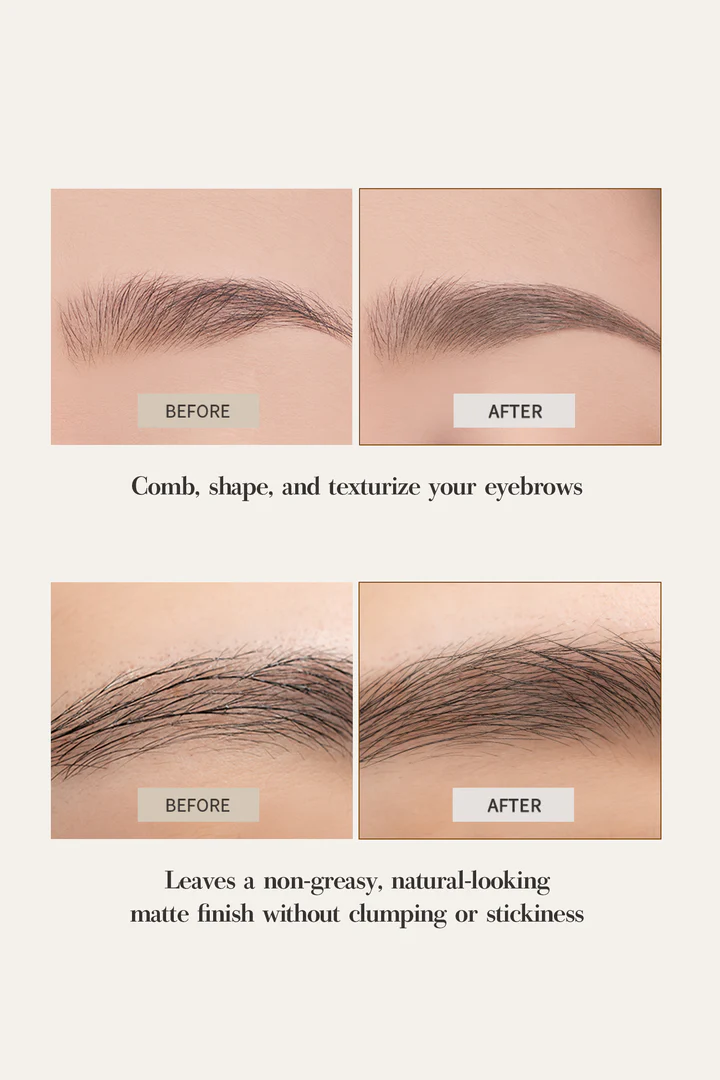 BEFORE
AFTER
Comb, shape, and texturize your eyebrows
BEFORE
AFTER
Leaves a non-greasy, natural-looking
matte finish without clumping or stickiness